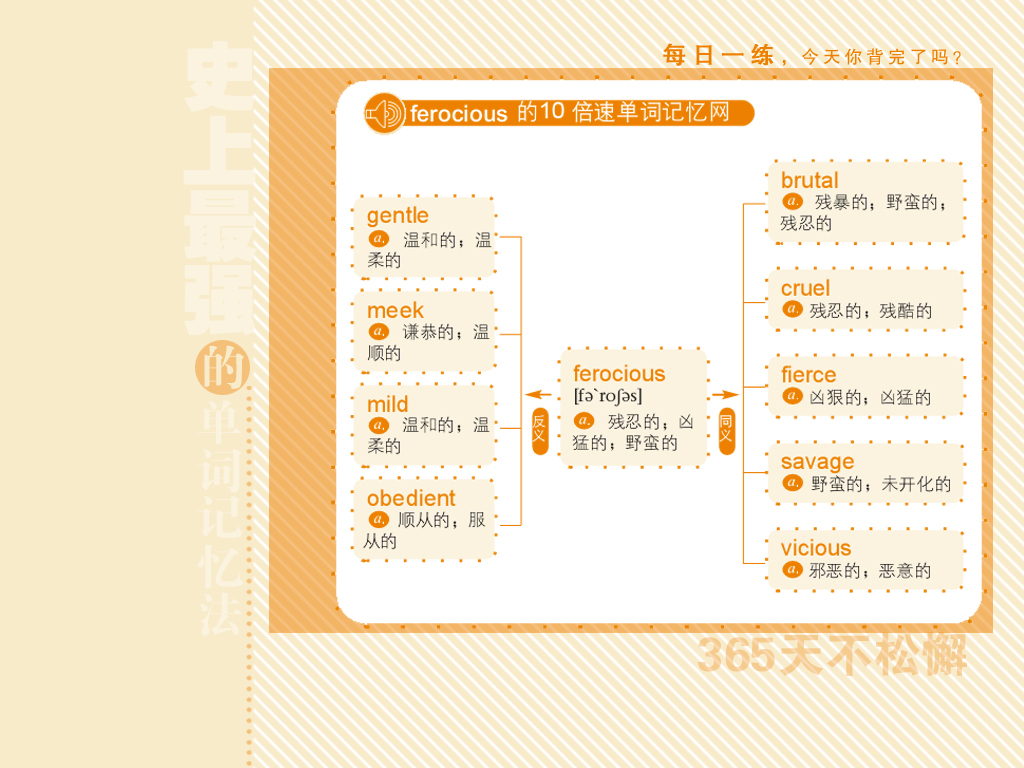 每日一练，今天你背完了吗?
史上最强的单词记忆法
ferocious 的10 倍速单词记忆网
gentle
a. 温和的；温
柔的
meek
a. 谦恭的；温
顺的
mild
a. 温和的；温
柔的
obedient
a. 顺从的；服
从的
反义
ferocious
[fə`roʃəs]
a. 残忍的；凶
猛的；野蛮的
同义
brutal
a. 残暴的；野蛮的；
残忍的
cruel
a. 残忍的；残酷的
fierce
a. 凶狠的；凶猛的
savage
a. 野蛮的；未开化的
vicious
a. 邪恶的；恶意的
365天不松懈